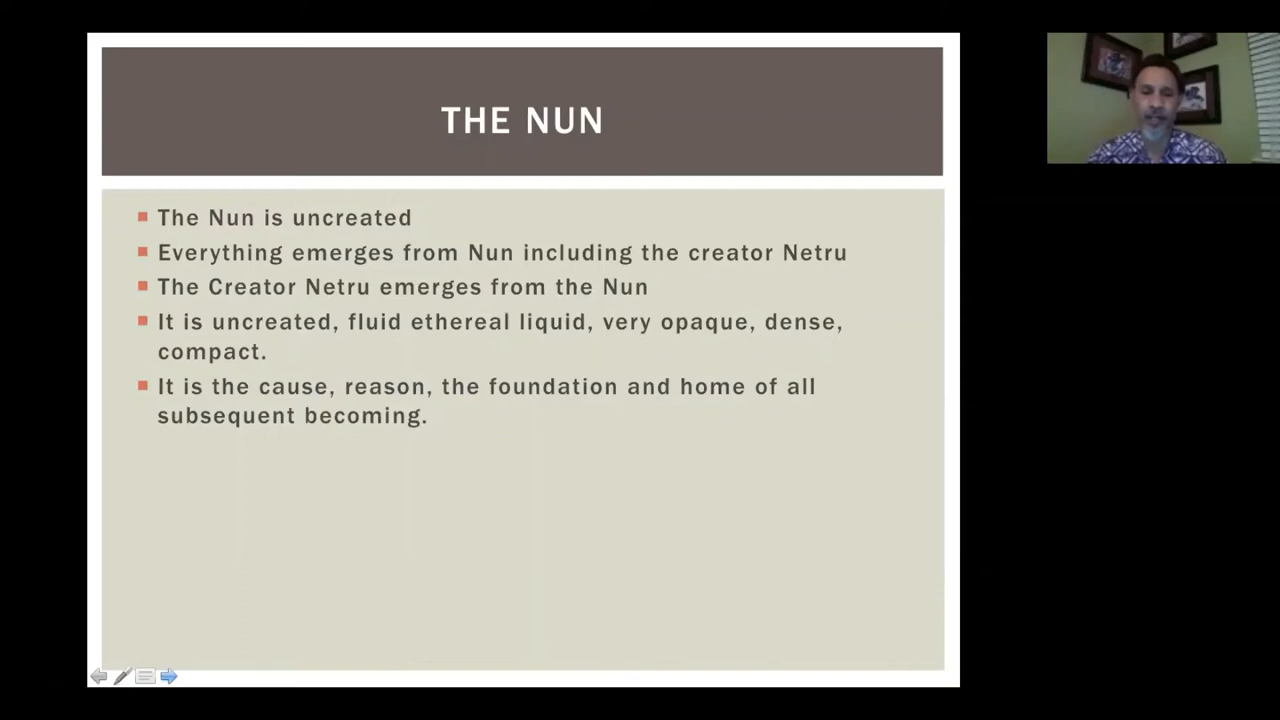 THE NUN
The Nun is uncreated
Everything emerges from Nun including the creator Netru
The Creator Netru emerges from the Nun
It is uncreated, fluid ethereal liquid, very opaque, dense,
compact.
It is the cause, reason, the foundation and home of all
subsequent becoming.